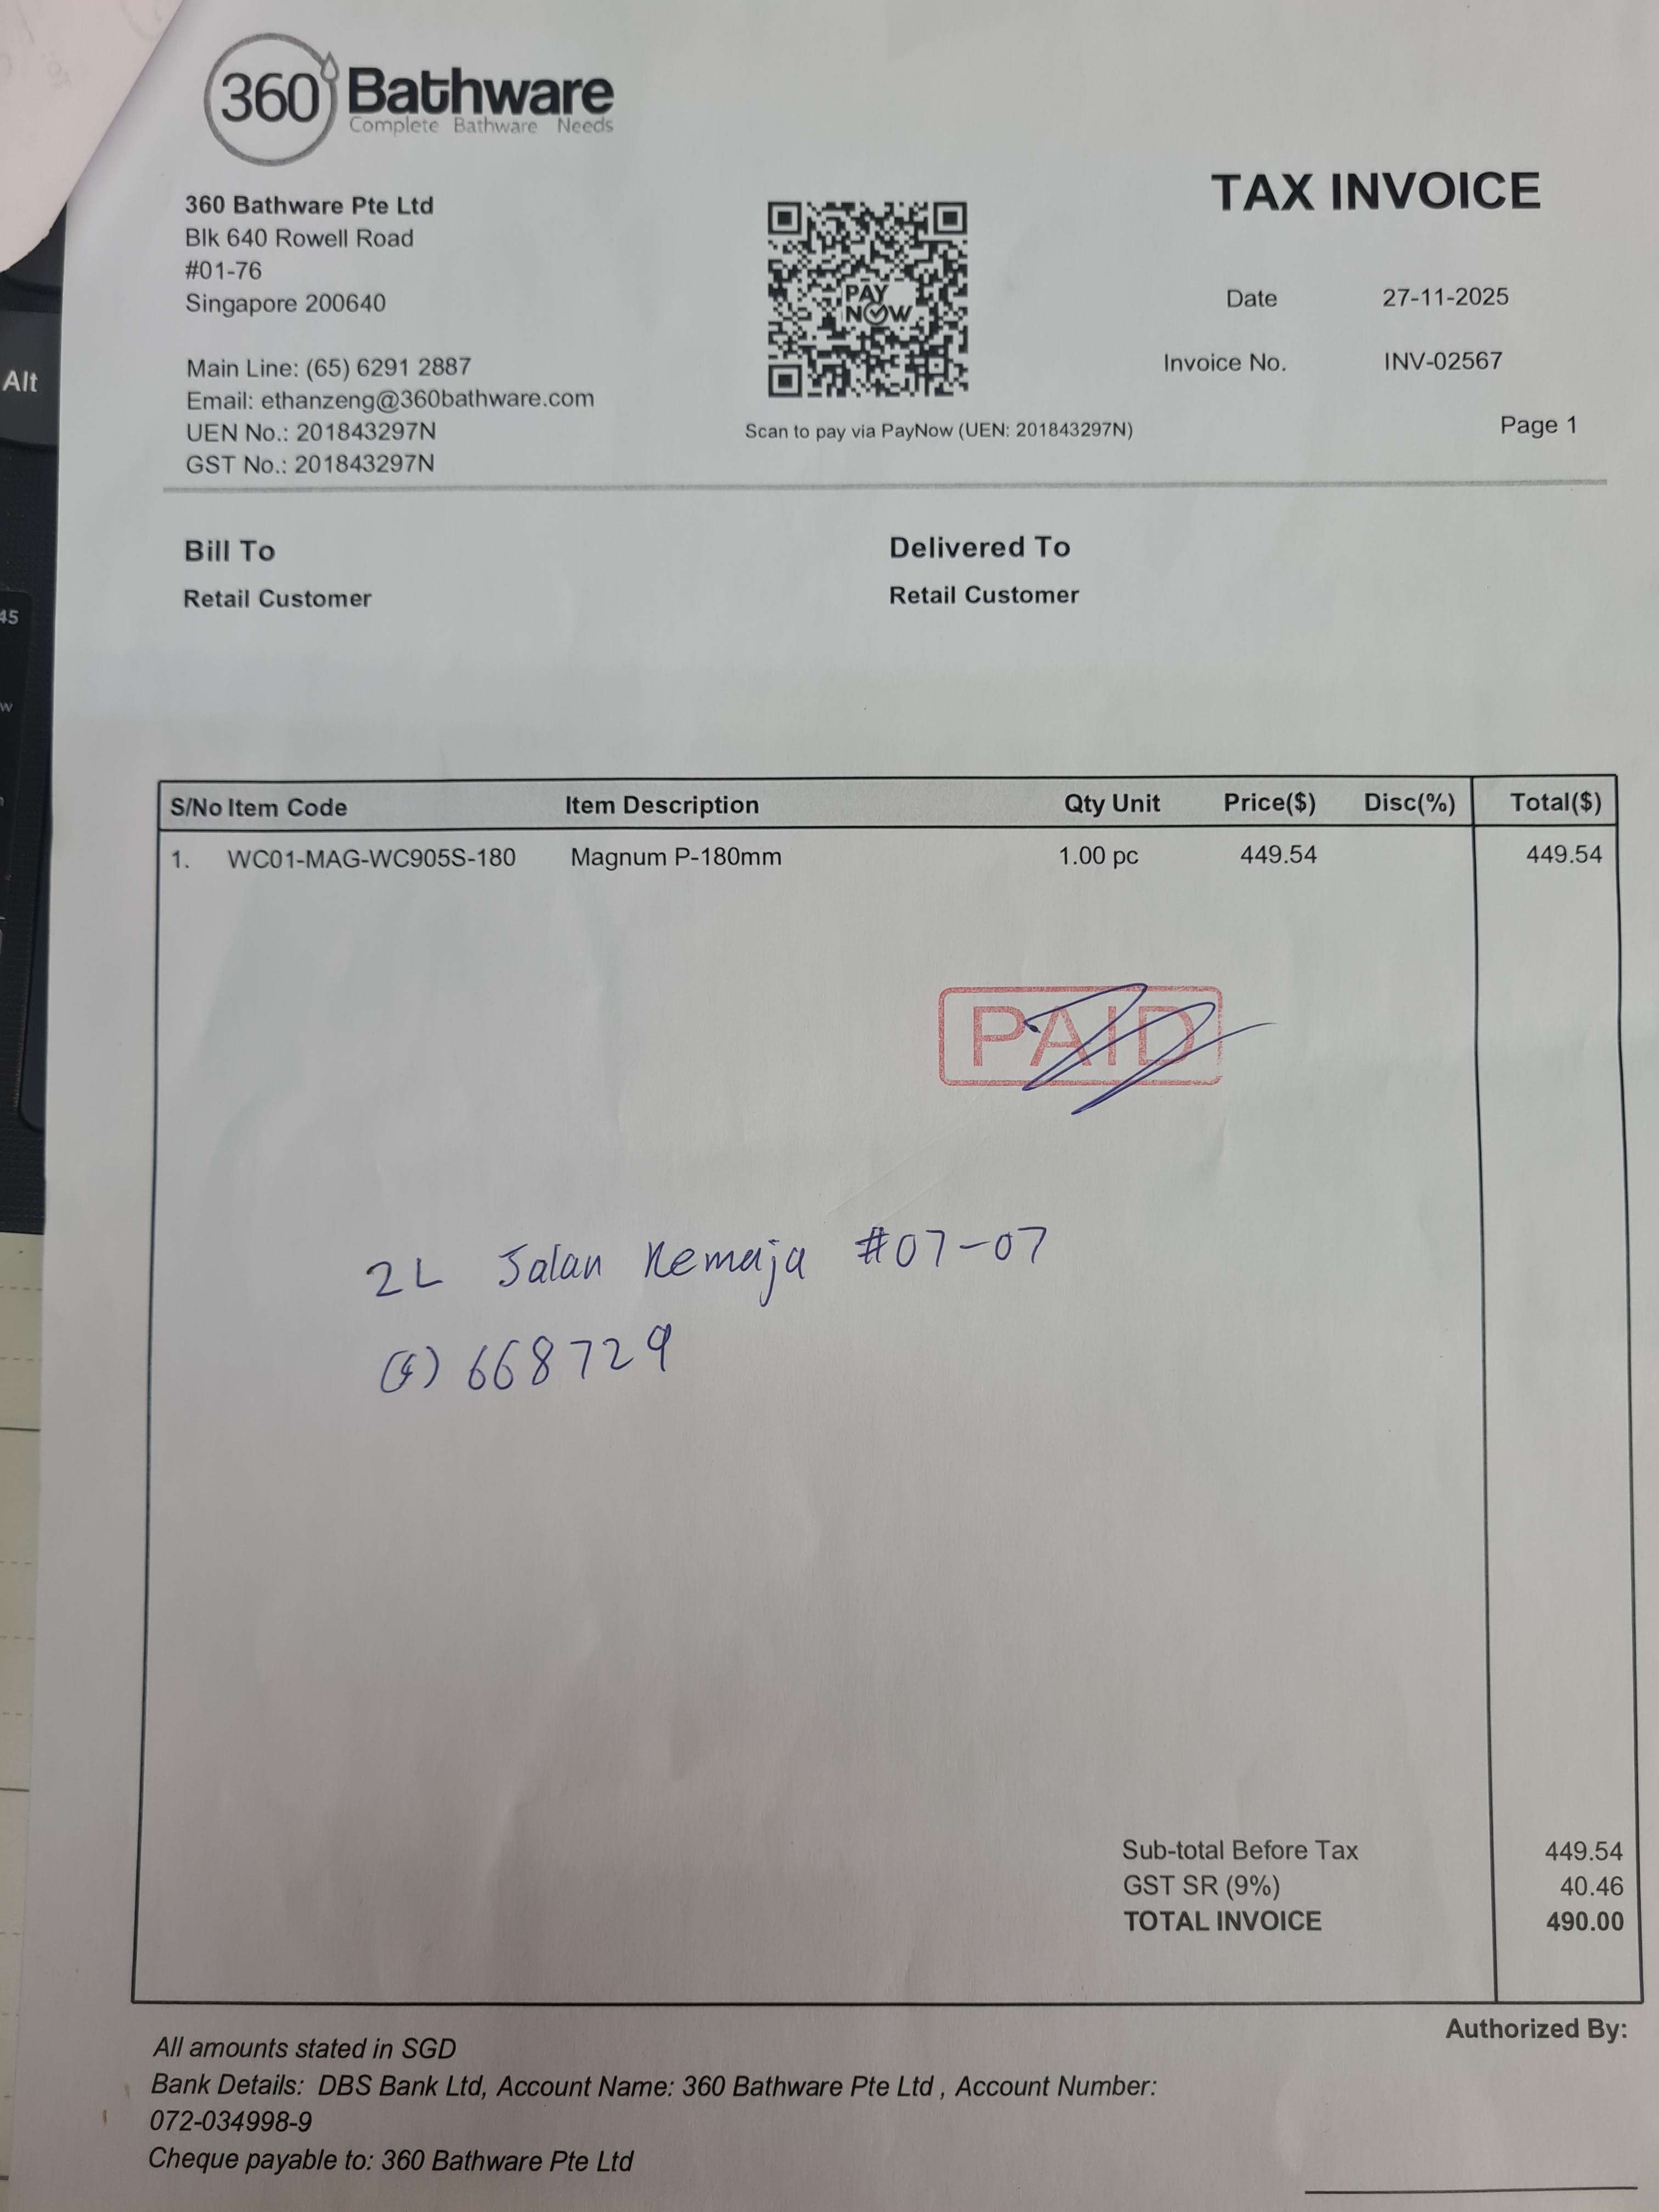 360 Bathware
Complete Bathware Needs
TAX INVOICE
360 Bathware Pte Ltd
Blk 640 Rowell Road
#01-76
Singapore 200640
Main Line: (65) 6291 2887
Email: ethanzeng@360bathware.com
UEN No.: 201843297N
GST No.: 201843297N
PAY
NOW
Scan to pay via PayNow (UEN: 201843297N)
Date 27-11-2025
Invoice No. INV-02567
Page 1
Bill To
Retail Customer
Delivered To
Retail Customer
S/No Item Code Item Description Qty Unit Price($) Disc(%) Total($)
1. WC01-MAG-WC905S-180 Magnum P-180mm 1.00 pc 449.54 449.54
PAID
2L Jalan Remaja #07-07
(S) 668729
Sub-total Before Tax 449.54
GST SR (9%) 40.46
TOTAL INVOICE 490.00
Authorized By:
All amounts stated in SGD
Bank Details: DBS Bank Ltd, Account Name: 360 Bathware Pte Ltd , Account Number:
072-034998-9
Cheque payable to: 360 Bathware Pte Ltd
Alt
45
w